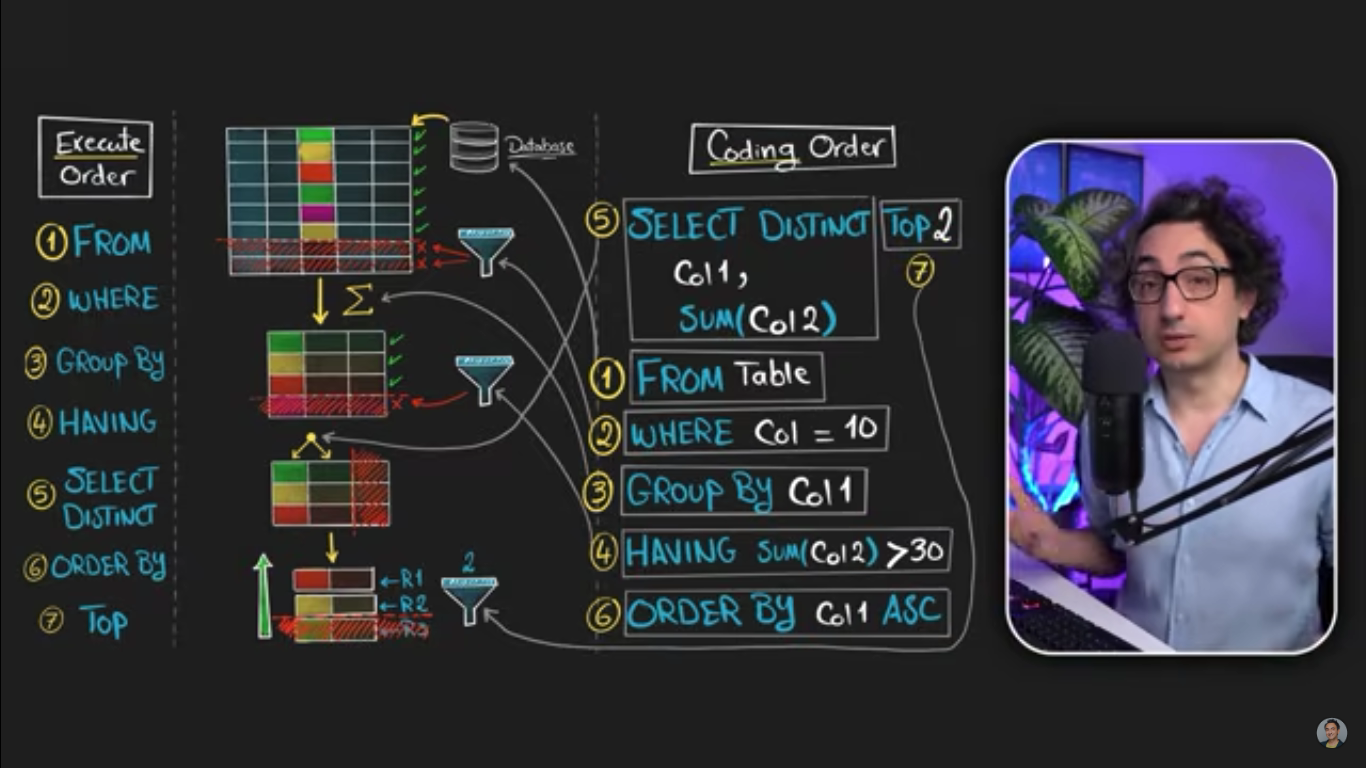 Execute
Order
① FROM
② WHERE
③ GROUP BY
④ HAVING
⑤ SELECT
DISTINCT
⑥ ORDER BY
⑦ TOP
Database
Σ
2
←R1
←R2
←R3
Coding Order
⑤ SELECT DISTINCT TOP 2
⑦
Col1,
SUM(Col2)
① FROM Table
② WHERE Col = 10
③ GROUP BY Col1
④ HAVING SUM(Col2) >30
⑥ ORDER BY Col1 ASC